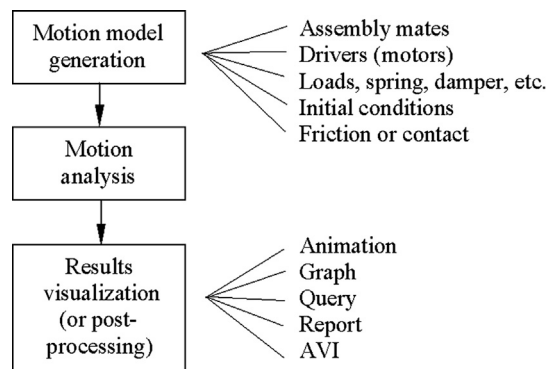 Motion model
generation
Assembly mates
Drivers (motors)
Loads, spring, damper, etc.
Initial conditions
Friction or contact
Motion
analysis
Results
visualization
(or post-
processing)
Animation
Graph
Query
Report
AVI